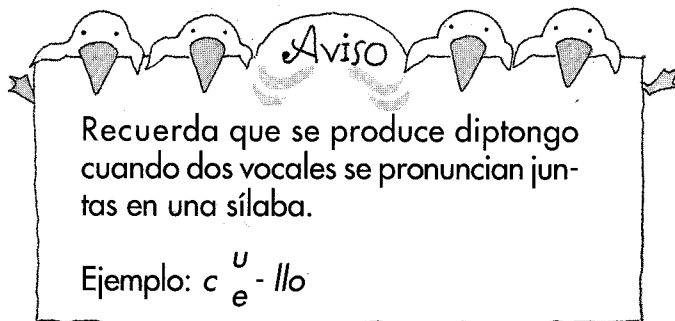 Aviso
Recuerda que se produce diptongo
cuando dos vocales se pronuncian jun-
tas en una sílaba.
Ejemplo: c u e - llo